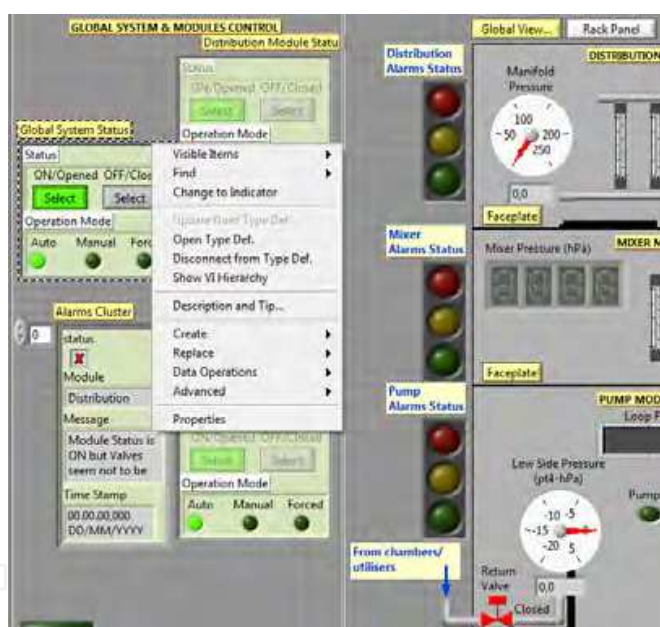 GLOBAL SYSTEM & MODULES CONTROL
Distribution Module Statu
Status
ON/Opened OFF/Closed
Select Select
Operation Mode
Global System Status
Status
ON/Opened OFF/Clos
Select Select
Operation Mode
Auto Manual Forc
Visible Items
Find
Change to Indicator
Update from Type Def.
Open Type Def.
Disconnect from Type Def.
Show VI Hierarchy
Description and Tip...
Create
Replace
Data Operations
Advanced
Properties
Alarms Cluster
0
status
X
Module
Distribution
Message
Module Status is
ON but Valves
seem not to be
Time Stamp
00.00.00,000
DD/MM/YYYY
ON/Opened OFF/Closed
Select Select
Operation Mode
Auto Manual Forced
Global View... Rack Panel
Distribution
Alarms Status
DISTRIBUTION
Manifold
Pressure
100
50 200
250
0,0
Faceplate
Mixer
Alarms Status
Mixer Pressure (hPa)
MIXER M
Faceplate
Pump
Alarms Status
PUMP MOD
Loop P
Low Side Pressure
(pt4-hPa)
-10 -5
-15
-20 5
Pump
From chambers/
utilisers
Return
Valve
0,0
Closed